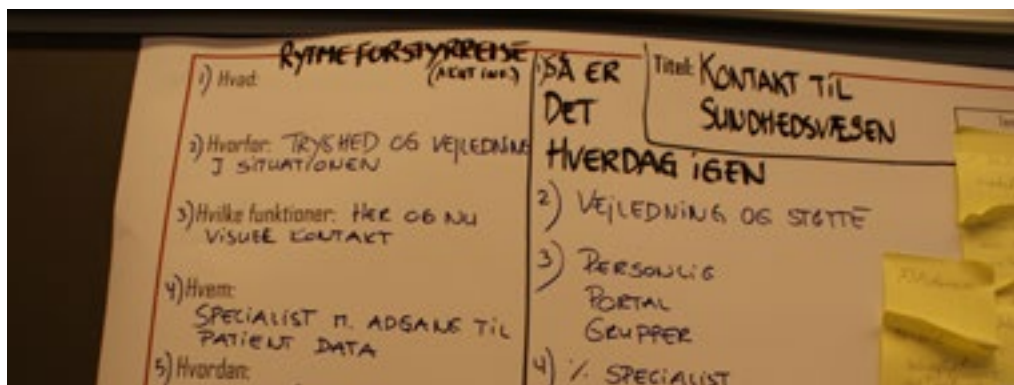 RYTMEFORSTYRRELSE
(AKUT INF.)
1) Hvad:
2) Hvorfor: TRYGHED OG VEJLEDNING
I SITUATIONEN
3) Hvilke funktioner: HER OG NU
VISUEL KONTAKT
4) Hvem:
SPECIALIST M. ADGANG TIL
PATIENT DATA
5) Hvordan:
1) SÅ ER
DET
HVERDAG IGEN
2) VEJLEDNING OG STØTTE
3) PERSONLIG
PORTAL
GRUPPER
4) % SPECIALIST
Titel: KONTAKT TIL
SUNDHEDSVÆSEN